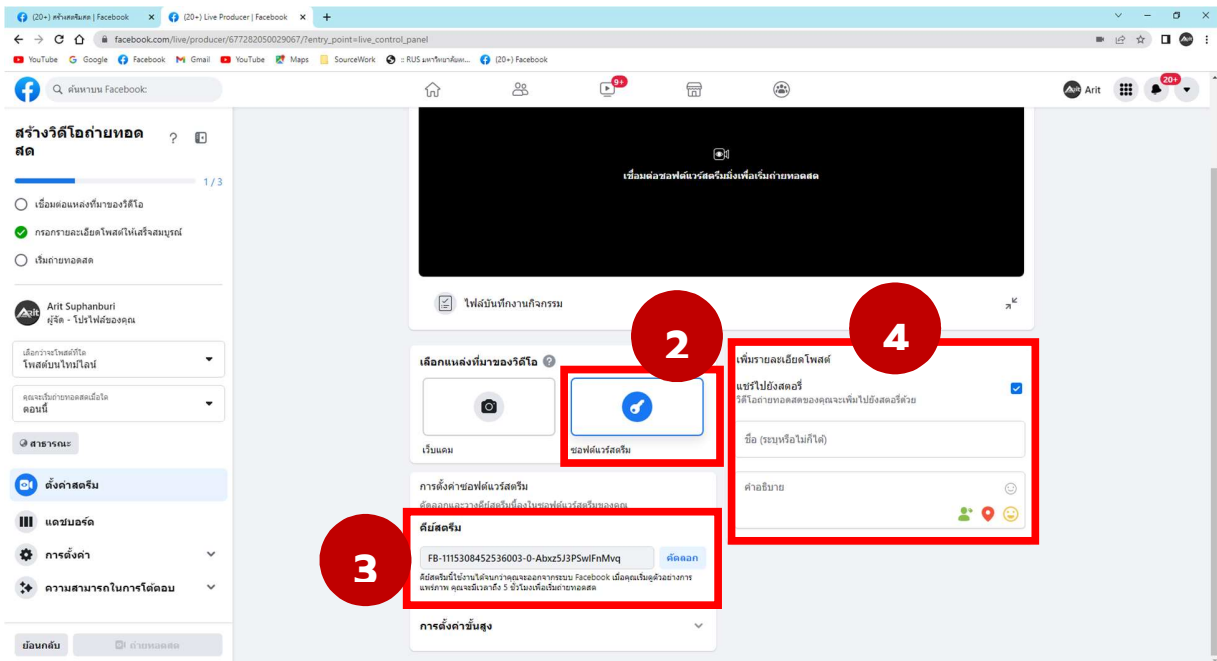 (20+) สร้างสตรีมสด | Facebook
(20+) Live Producer | Facebook
facebook.com/live/producer/677282050029067/?entry_point=live_control_panel
YouTube
Google
Facebook
Gmail
YouTube
Maps
SourceWork
(20+) Facebook
ค้นหาบน Facebook:
9+
Arit
20+
สร้างวิดีโอถ่ายทอด
สด
?
1 / 3
เชื่อมต่อแหล่งที่มาของวิดีโอ
กรอกรายละเอียดโพสต์ให้เสร็จสมบูรณ์
เริ่มถ่ายทอดสด
Arit Suphanburi
ผู้จัด - โปรไฟล์ของคุณ
เลือกว่าจะโพสต์ที่ใด
โพสต์บนไทม์ไลน์
คุณจะเริ่มถ่ายทอดสดเมื่อใด
ตอนนี้
สาธารณะ
ตั้งค่าสตรีม
แดชบอร์ด
การตั้งค่า
ความสามารถในการโต้ตอบ
ย้อนกลับ
ถ่ายทอดสด
เชื่อมต่อซอฟต์แวร์สตรีมมิ่งเพื่อเริ่มถ่ายทอดสด
ไฟล์บันทึกงานกิจกรรม
2
เลือกแหล่งที่มาของวิดีโอ ?
เว็บแคม
ซอฟต์แวร์สตรีม
การตั้งค่าซอฟต์แวร์สตรีม
คัดลอกและวางคีย์สตรีมนี้ลงในซอฟต์แวร์สตรีมของคุณ
3
คีย์สตรีม
FB-1115308452536003-0-Abxz5J3PSwlFnMvq
คัดลอก
คีย์สตรีมนี้ใช้งานได้จนกว่าคุณจะออกจากระบบ Facebook เมื่อคุณเริ่มดูตัวอย่างการ
แพร่ภาพ คุณจะมีเวลาถึง 5 ชั่วโมงเพื่อเริ่มถ่ายทอดสด
การตั้งค่าขั้นสูง
4
เพิ่มรายละเอียดโพสต์
แชร์ไปยังสตอรี่
วิดีโอถ่ายทอดสดของคุณจะเพิ่มไปยังสตอรี่ด้วย
ชื่อ (ระบุหรือไม่ก็ได้)
คำอธิบาย